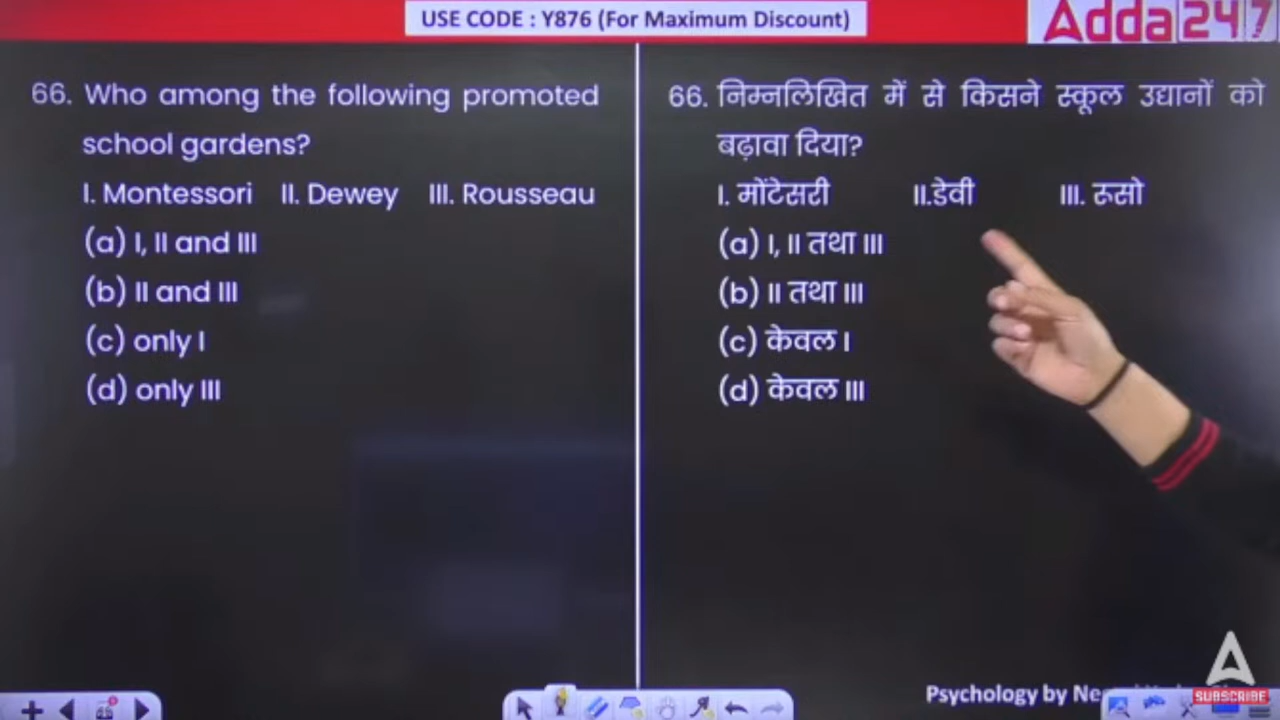 USE CODE : Y876 (For Maximum Discount)
Adda247
66. Who among the following promoted
school gardens?
I. Montessori II. Dewey III. Rousseau
(a) I, II and III
(b) II and III
(c) only I
(d) only III
66. निम्नलिखित में से किसने स्कूल उद्यानों को
बढ़ावा दिया?
I. मोंटेसरी II.डेवी III. रूसो
(a) I, II तथा III
(b) II तथा III
(c) केवल I
(d) केवल III
Psychology by
SUBSCRIBE